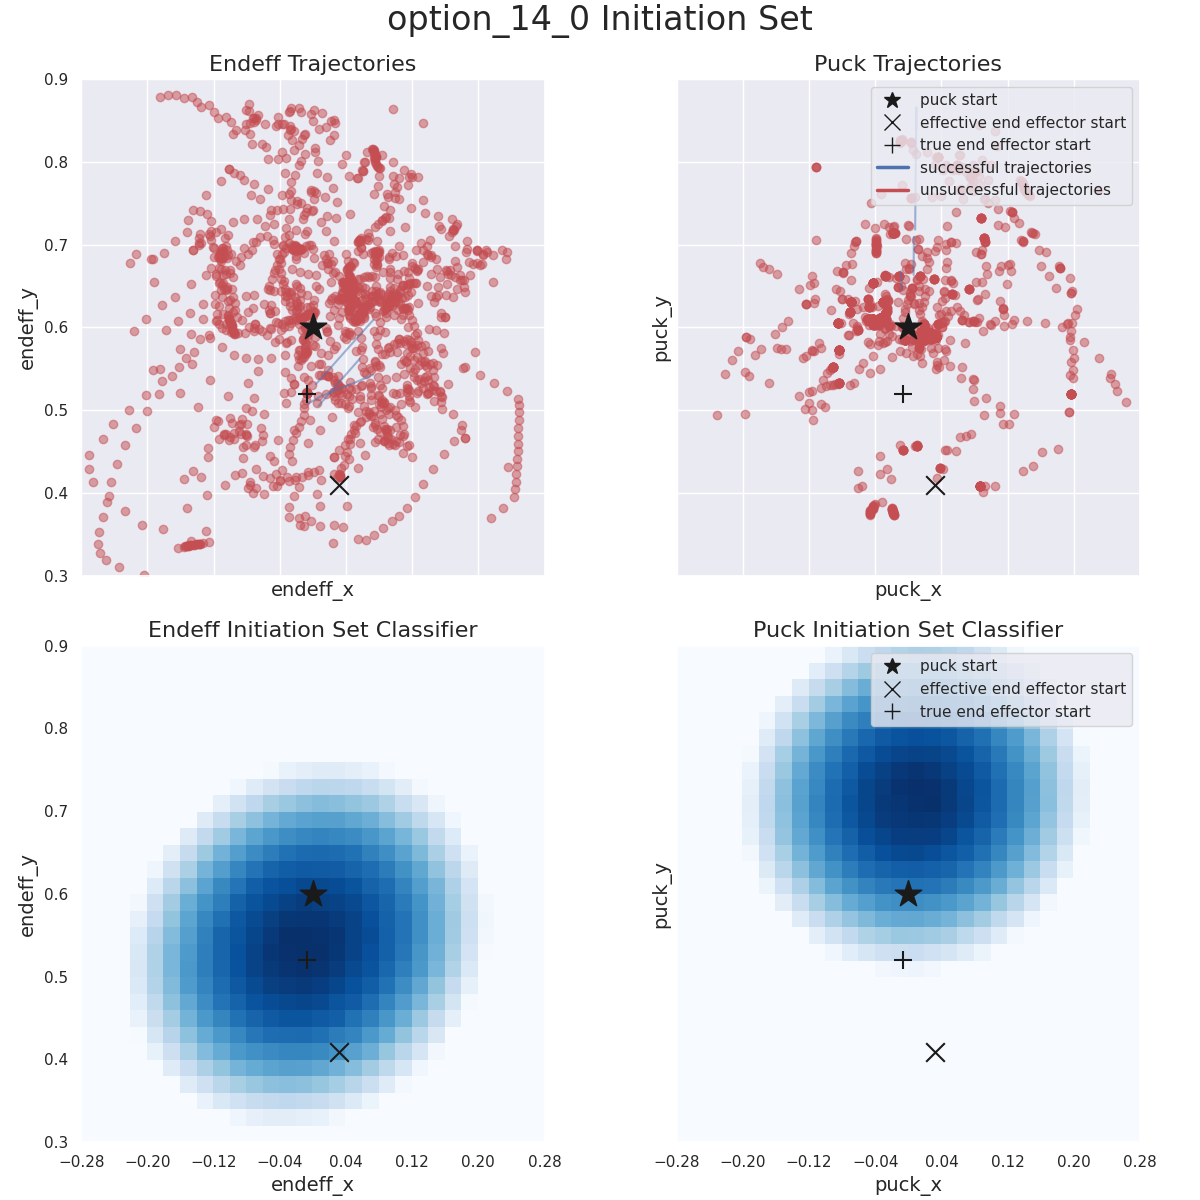 option_14_0 Initiation Set
Endeff Trajectories
0.9
0.8
0.7
0.6
0.5
0.4
0.3
endeff_y
endeff_x
Puck Trajectories
puck start
effective end effector start
true end effector start
successful trajectories
unsuccessful trajectories
puck_y
puck_x
Endeff Initiation Set Classifier
0.9
0.8
0.7
0.6
0.5
0.4
0.3
endeff_y
−0.28 −0.20 −0.12 −0.04 0.04 0.12 0.20 0.28
endeff_x
Puck Initiation Set Classifier
puck start
effective end effector start
true end effector start
puck_y
−0.28 −0.20 −0.12 −0.04 0.04 0.12 0.20 0.28
puck_x